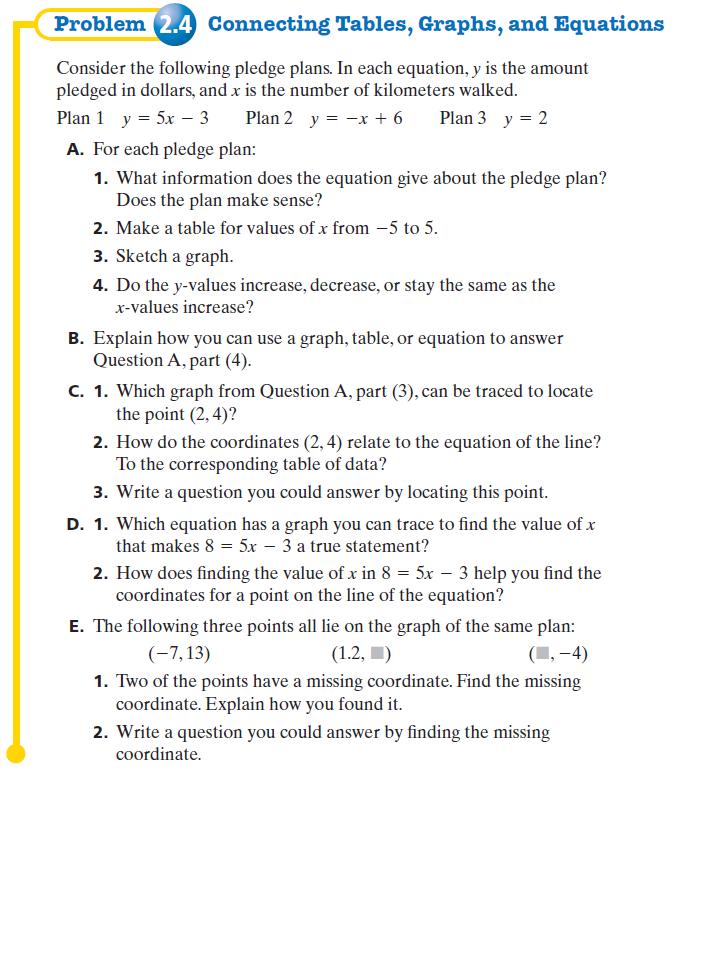 Problem 2.4 Connecting Tables, Graphs, and Equations
Consider the following pledge plans. In each equation, y is the amount
pledged in dollars, and x is the number of kilometers walked.
Plan 1 y = 5x − 3 Plan 2 y = −x + 6 Plan 3 y = 2
A. For each pledge plan:
1. What information does the equation give about the pledge plan?
Does the plan make sense?
2. Make a table for values of x from −5 to 5.
3. Sketch a graph.
4. Do the y-values increase, decrease, or stay the same as the
x-values increase?
B. Explain how you can use a graph, table, or equation to answer
Question A, part (4).
C. 1. Which graph from Question A, part (3), can be traced to locate
the point (2, 4)?
2. How do the coordinates (2, 4) relate to the equation of the line?
To the corresponding table of data?
3. Write a question you could answer by locating this point.
D. 1. Which equation has a graph you can trace to find the value of x
that makes 8 = 5x − 3 a true statement?
2. How does finding the value of x in 8 = 5x − 3 help you find the
coordinates for a point on the line of the equation?
E. The following three points all lie on the graph of the same plan:
(−7, 13) (1.2, ■) (■, −4)
1. Two of the points have a missing coordinate. Find the missing
coordinate. Explain how you found it.
2. Write a question you could answer by finding the missing
coordinate.